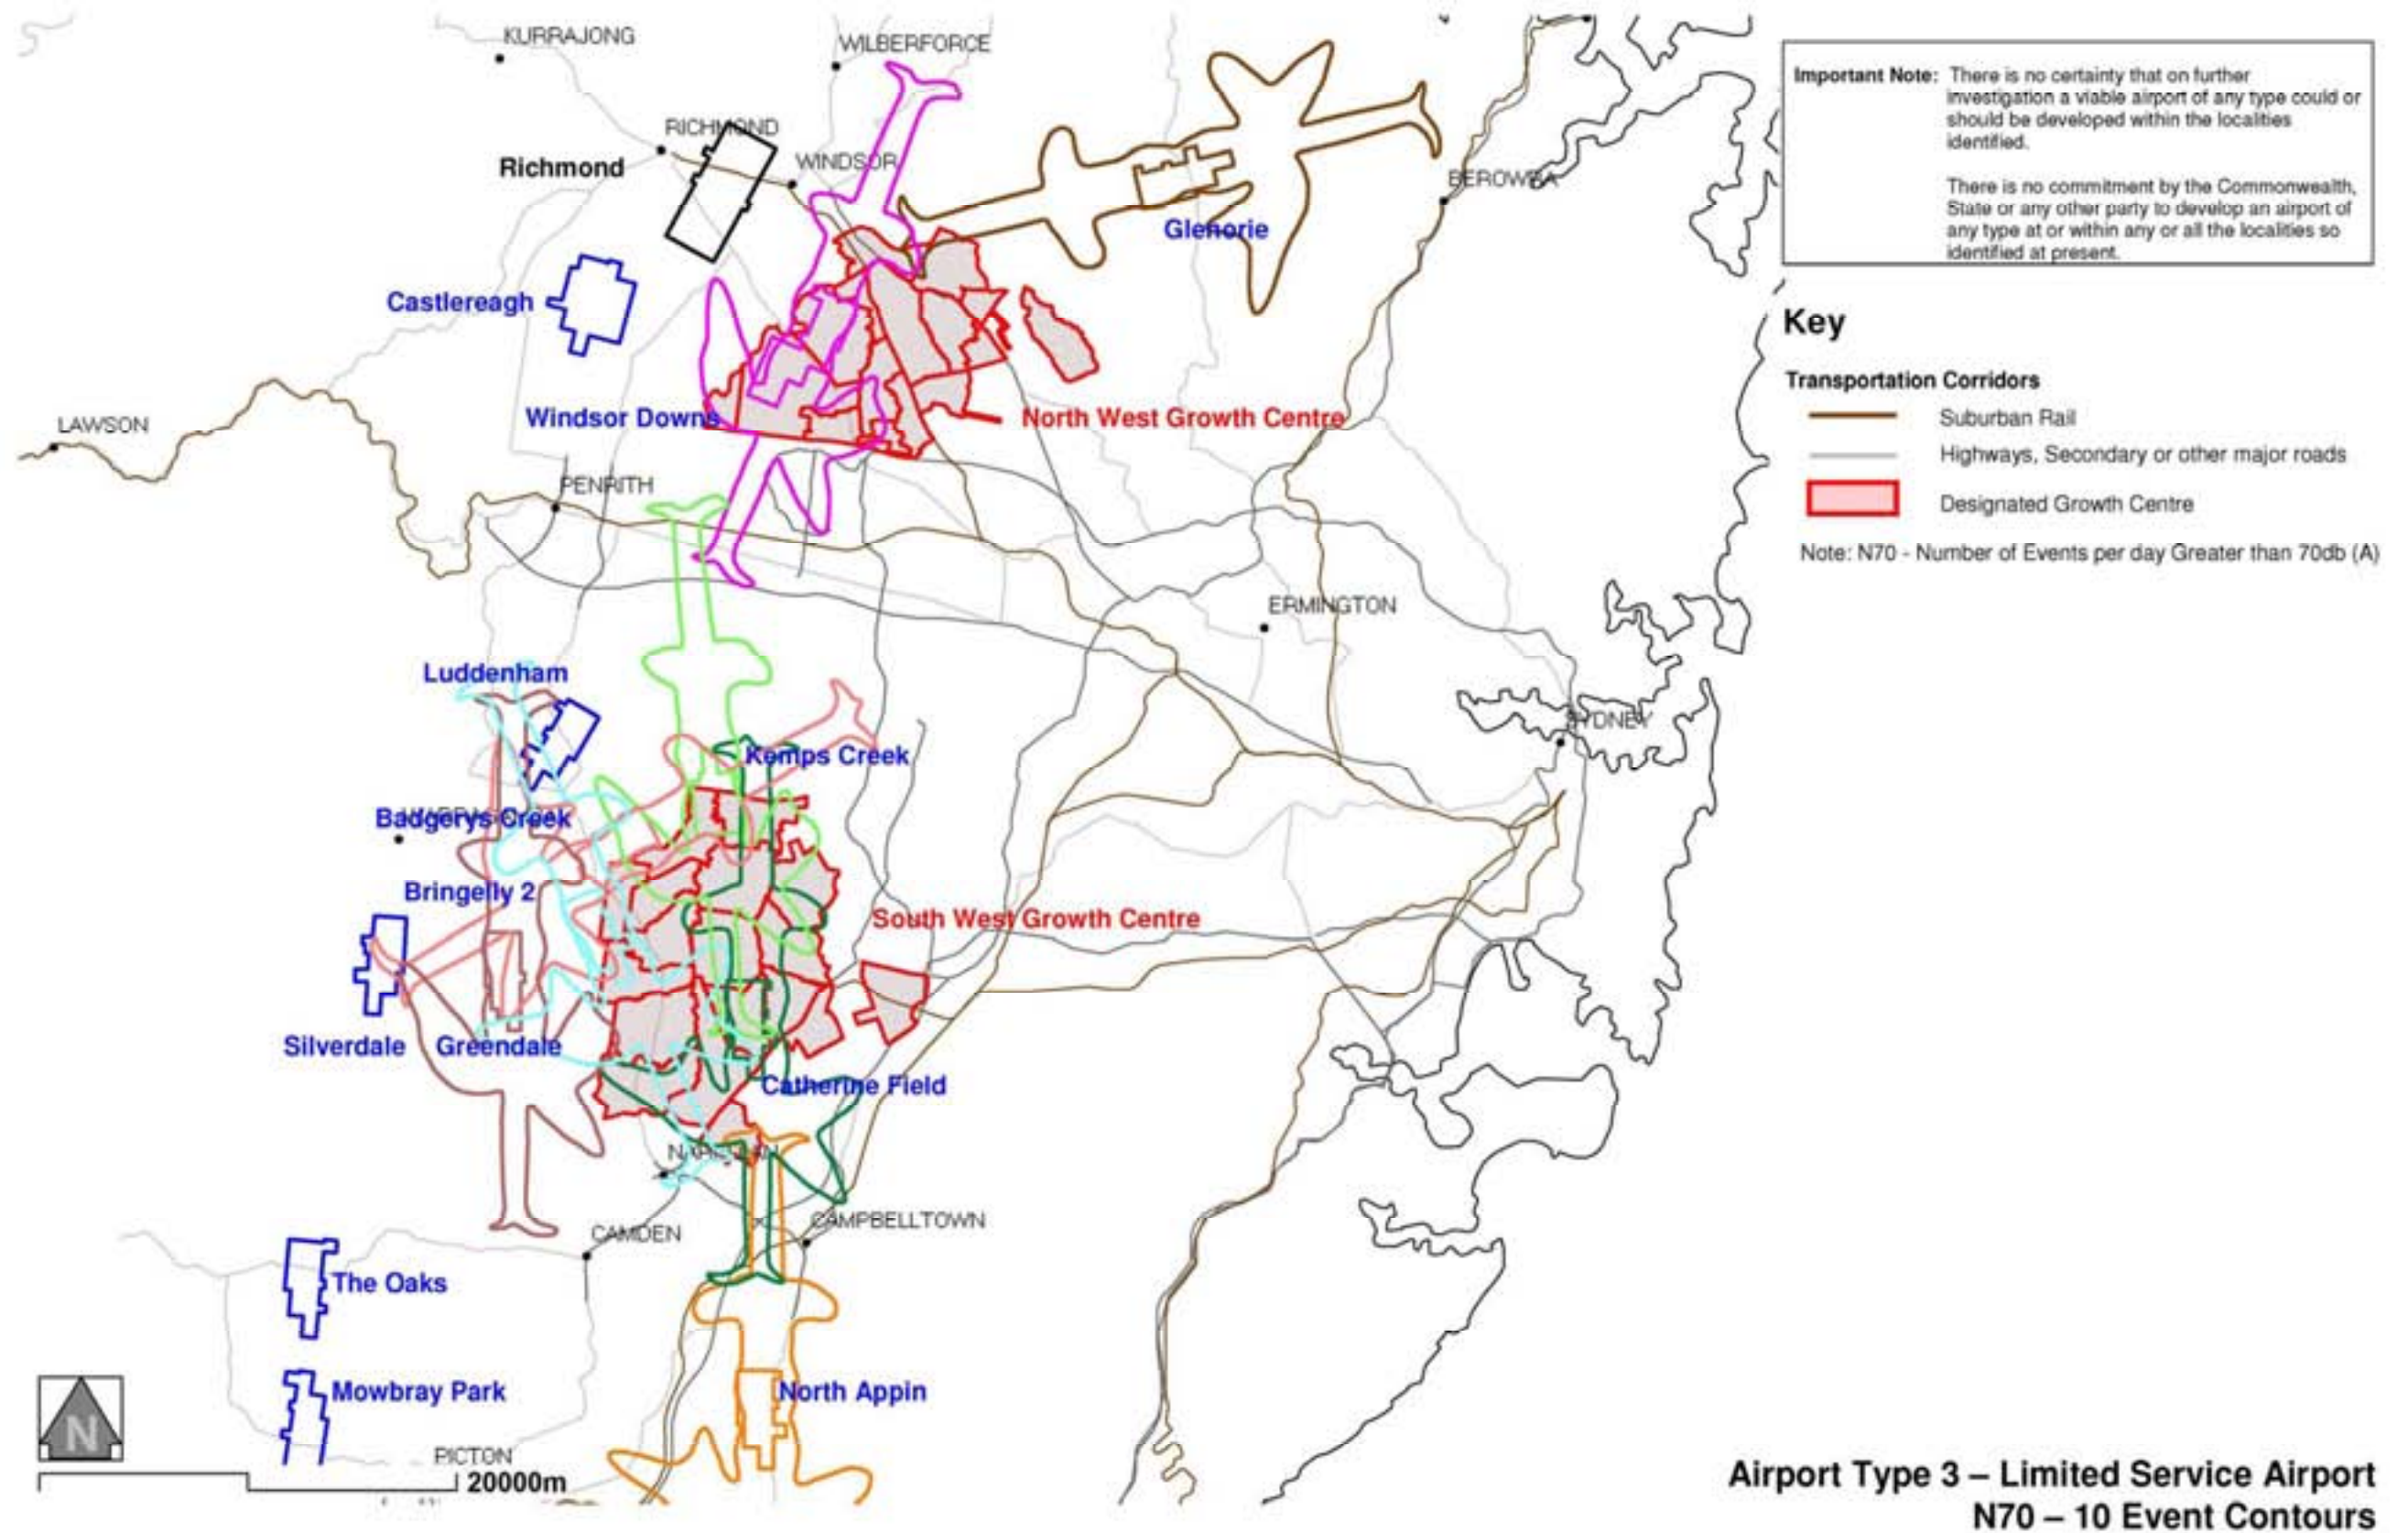 KURRAJONG
WILBERFORCE
RICHMOND
Richmond
WINDSOR
BEROWRA
Glenorie
Castlereagh
Windsor Downs
North West Growth Centre
LAWSON
PENRITH
ERMINGTON
Luddenham
SYDNEY
Kemps Creek
Badgerys Creek
Bringelly 2
South West Growth Centre
Silverdale
Greendale
Catherine Field
CAMDEN
CAMPBELLTOWN
The Oaks
Mowbray Park
North Appin
PICTON
N
20000m
Important Note: There is no certainty that on further
investigation a viable airport of any type could or
should be developed within the localities
identified.
There is no commitment by the Commonwealth,
State or any other party to develop an airport of
any type at or within any or all the localities so
identified at present.
Key
Transportation Corridors
Suburban Rail
Highways, Secondary or other major roads
Designated Growth Centre
Note: N70 - Number of Events per day Greater than 70db (A)
Airport Type 3 – Limited Service Airport
N70 – 10 Event Contours